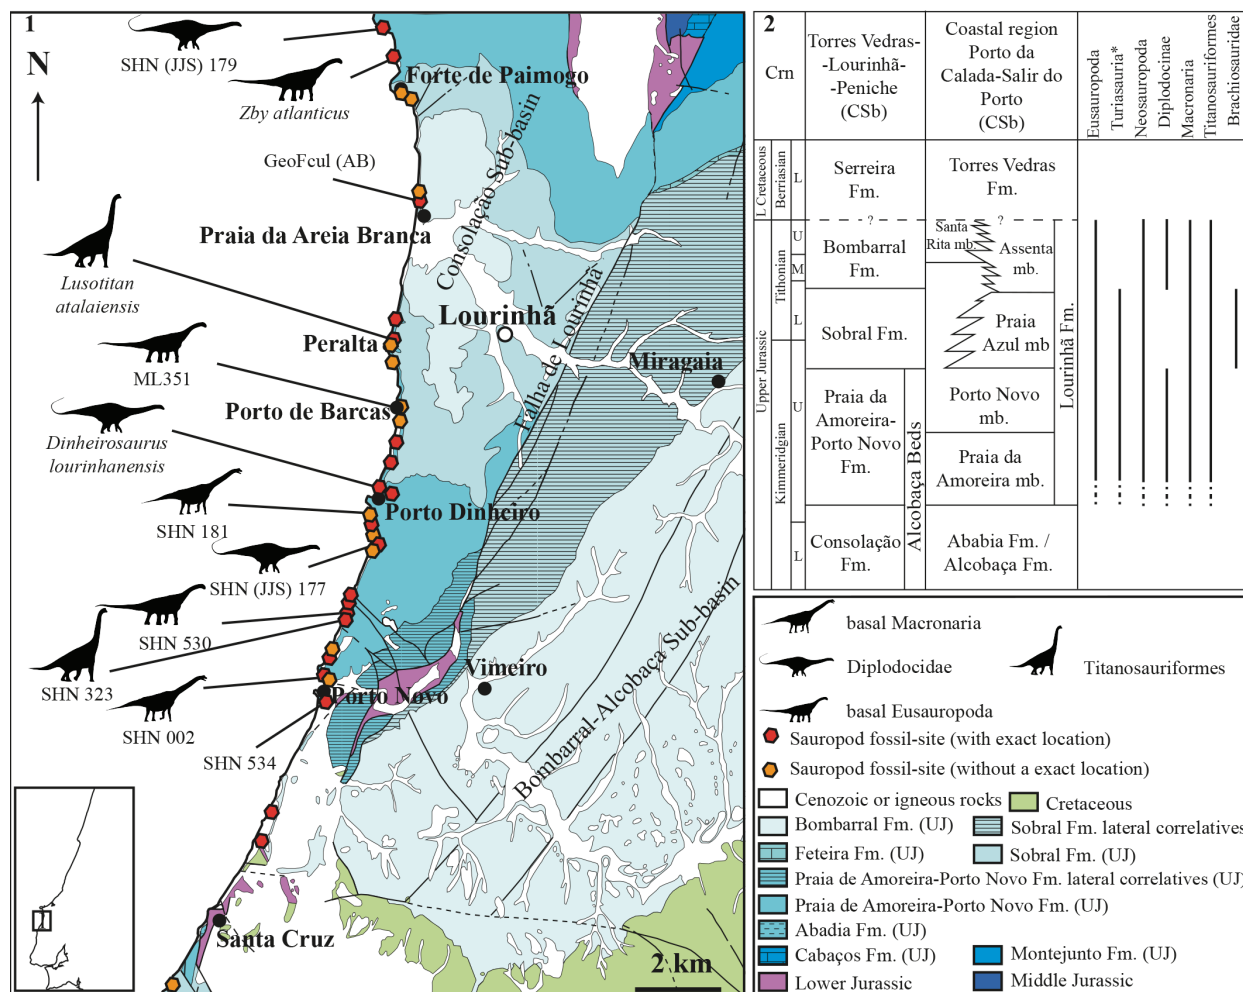 1
N
SHN (JJS) 179
Zby atlanticus
GeoFcul (AB)
Lusotitan
atalaiensis
ML351
Dinheirosaurus
lourinhanensis
SHN 181
SHN (JJS) 177
SHN 530
SHN 323
SHN 002
SHN 534
Forte de Paimogo
Consolação Sub-basin
Praia da Areia Branca
Lourinhã
Falha de Lourinhã
Peralta
Miragaia
Porto de Barcas
Porto Dinheiro
Vimeiro
Porto Novo
Bombarral-Alcobaça Sub-basin
Santa Cruz
2 km
2
Crn
Torres Vedras-
-Lourinhã-
-Peniche
(CSb)
Coastal region
Porto da
Calada-Salir do
Porto
(CSb)
Eusauropoda
Turiasauria*
Neosauropoda
Diplodocinae
Macronaria
Titanosauriformes
Brachiosauridae
L Cretaceous
Berriasian
L
Serreira
Fm.
Torres Vedras
Fm.
?
?
Upper Jurassic
Tithonian
U
M
L
Bombarral
Fm.
Santa
Rita mb.
Assenta
mb.
Sobral Fm.
Praia
Azul mb
Lourinhã Fm.
Kimmeridgian
U
L
Praia da
Amoreira-
Porto Novo
Fm.
Alcobaça Beds
Porto Novo
mb.
Praia da
Amoreira mb.
Consolação
Fm.
Ababia Fm. /
Alcobaça Fm.
basal Macronaria
Diplodocidae
Titanosauriformes
basal Eusauropoda
Sauropod fossil-site (with exact location)
Sauropod fossil-site (without a exact location)
Cenozoic or igneous rocks
Cretaceous
Bombarral Fm. (UJ)
Sobral Fm. lateral correlatives
Feteira Fm. (UJ)
Sobral Fm. (UJ)
Praia de Amoreira-Porto Novo Fm. lateral correlatives (UJ)
Praia de Amoreira-Porto Novo Fm. (UJ)
Abadia Fm. (UJ)
Cabaços Fm. (UJ)
Montejunto Fm. (UJ)
Lower Jurassic
Middle Jurassic